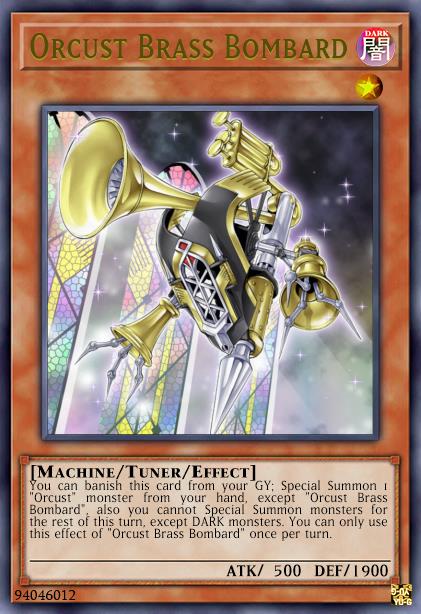 ORCUST BRASS BOMBARD
DARK
闇
[MACHINE/TUNER/EFFECT]
You can banish this card from your GY; Special Summon 1
"Orcust" monster from your hand, except "Orcust Brass
Bombard", also you cannot Special Summon monsters for
the rest of this turn, except DARK monsters. You can only use
this effect of "Orcust Brass Bombard" once per turn.
ATK/ 500 DEF/1900
94046012